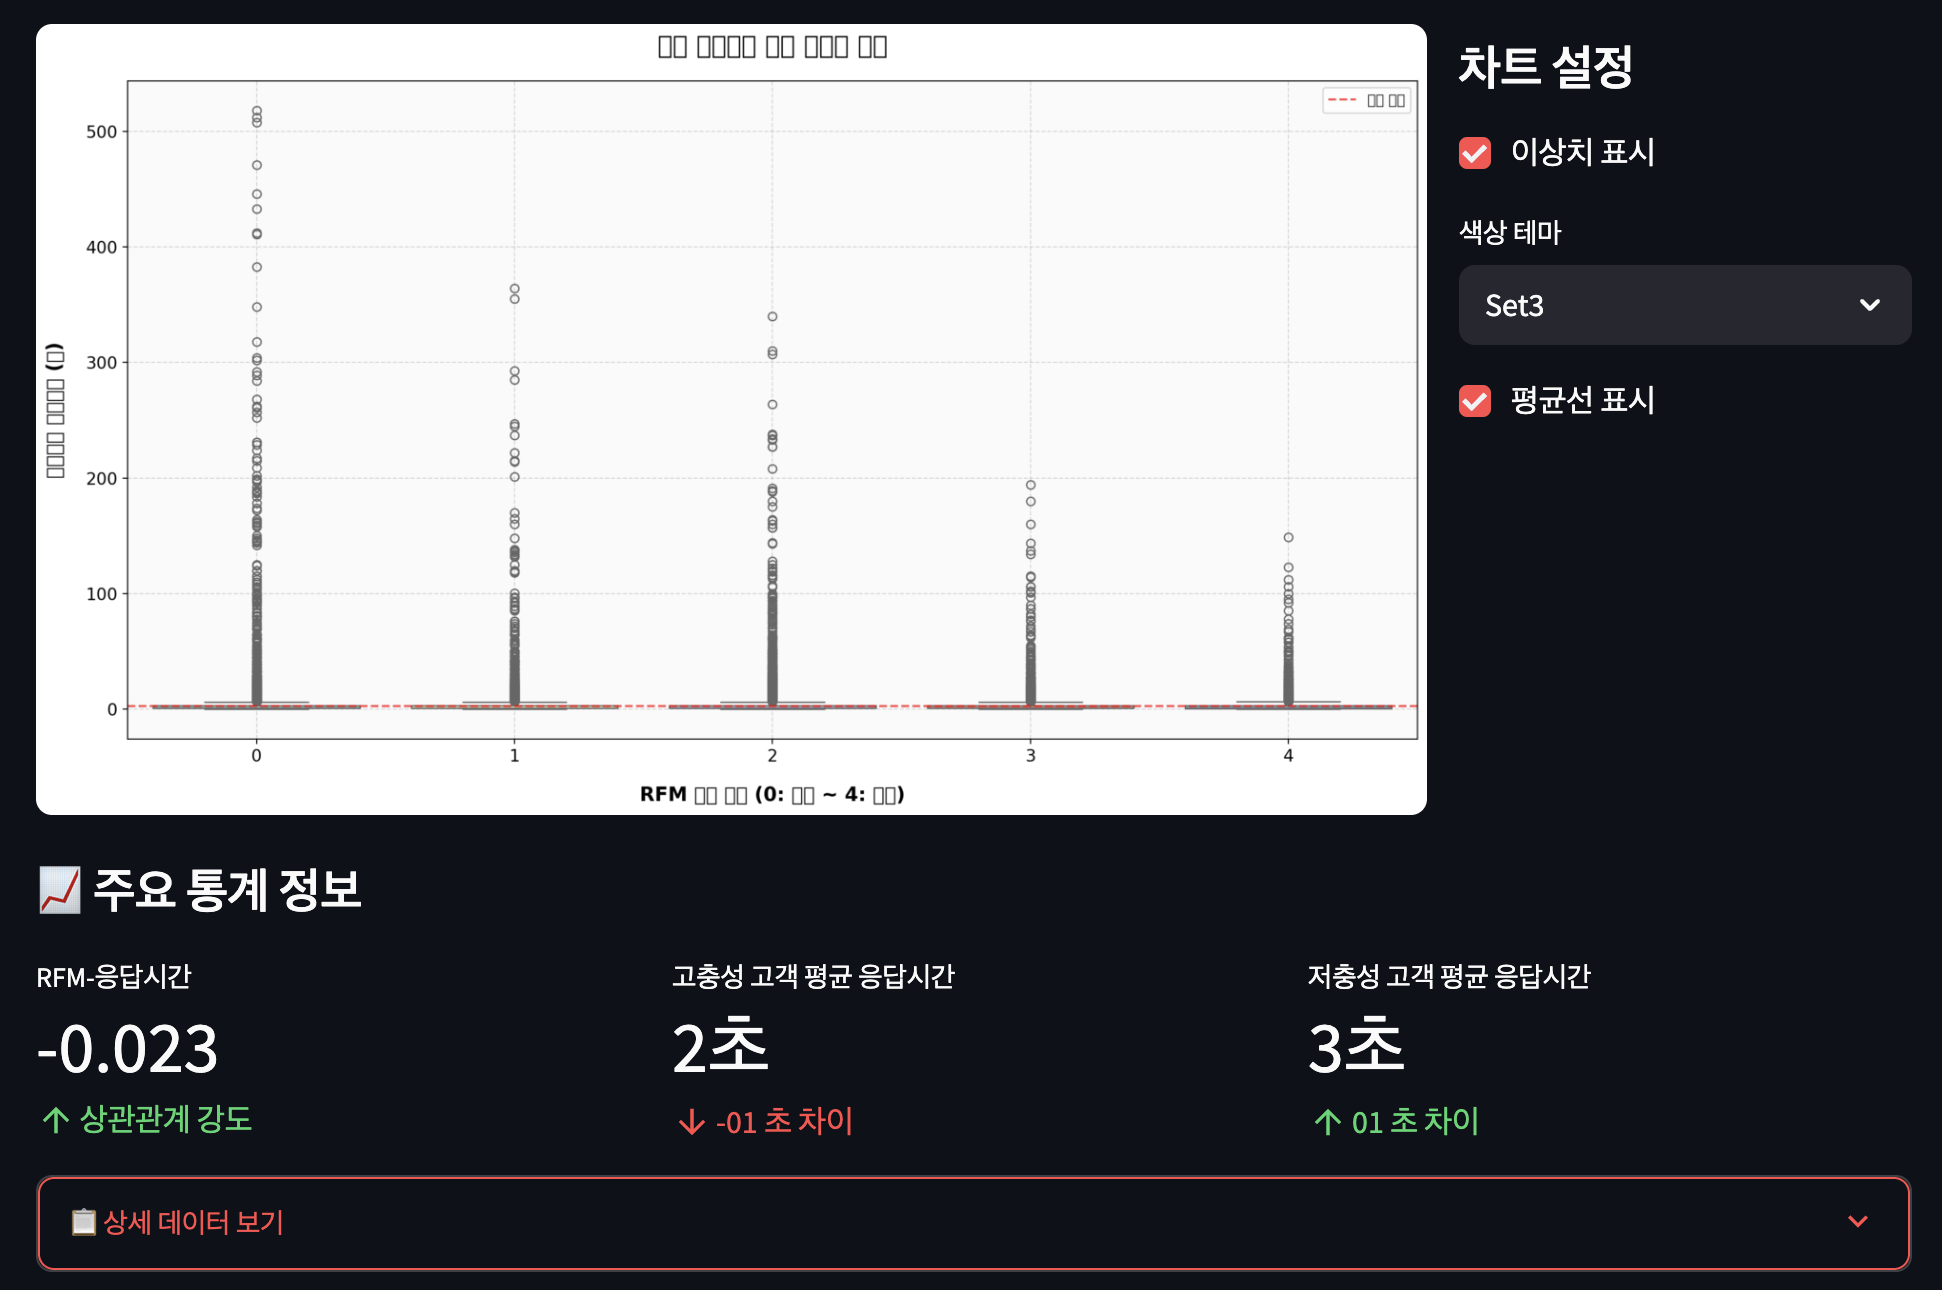 500
400
300
200
100
0
0 1 2 3 4
RFM (0: ~ 4: )
차트 설정
이상치 표시
색상 테마
Set3
평균선 표시
주요 통계 정보
RFM-응답시간
-0.023
↑ 상관관계 강도
고충성 고객 평균 응답시간
2초
↓ -01 초 차이
저충성 고객 평균 응답시간
3초
↑ 01 초 차이
상세 데이터 보기